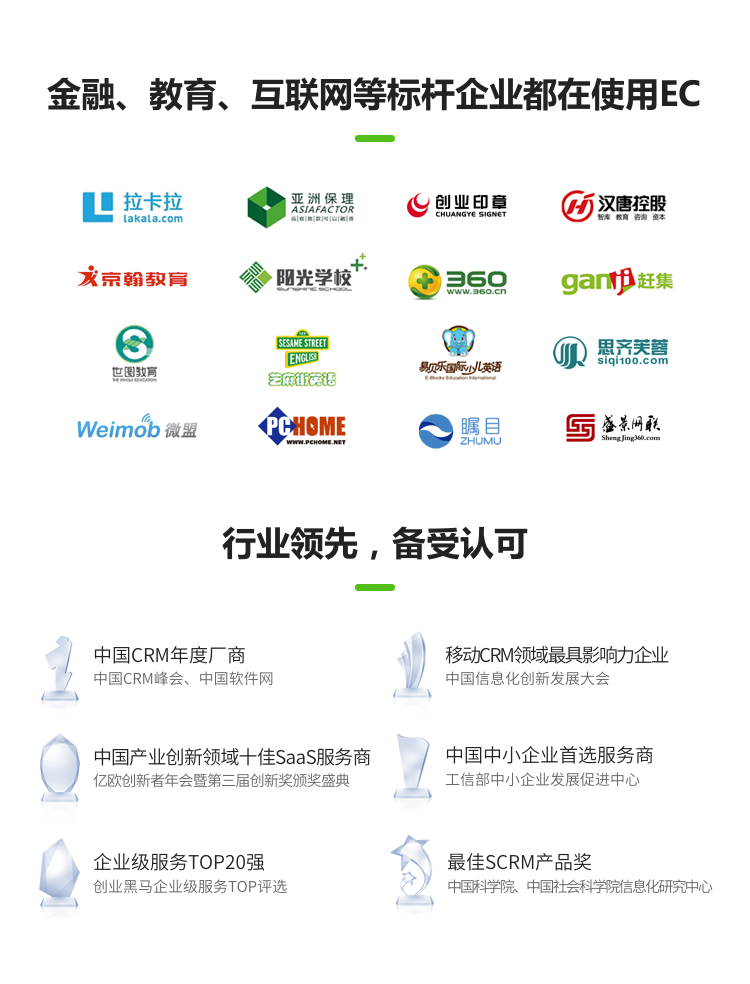 金融、教育、互联网等标杆企业都在使用EC
拉卡拉
lakala.com
亚洲保理
ASIAFACTOR
应收账款可以融资
创业印章
CHUANGYE SIGNET
汉唐控股
智库 教育 咨询 资本
京翰教育
阳光学校
SUNSHINE SCHOOL
360
WWW.360.CN
ganji
赶集
世图教育
THE WHOLE EDUCATION
SESAME STREET
ENGLISH
芝麻街英语
易贝乐国际少儿英语
E-Blocks Education International
思齐芙蓉
siqi100.com
Weimob 微盟
PCHOME
WWW.PCHOME.NET
瞩目
ZHUMU
盛景网联
ShengJing360.com
行业领先，备受认可
中国CRM年度厂商
中国CRM峰会、中国软件网
移动CRM领域最具影响力企业
中国信息化创新发展大会
中国产业创新领域十佳SaaS服务商
亿欧创新者年会暨第三届创新奖颁奖盛典
中国中小企业首选服务商
工信部中小企业发展促进中心
企业级服务TOP20强
创业黑马企业级服务TOP评选
最佳SCRM产品奖
中国科学院、中国社会科学院信息化研究中心